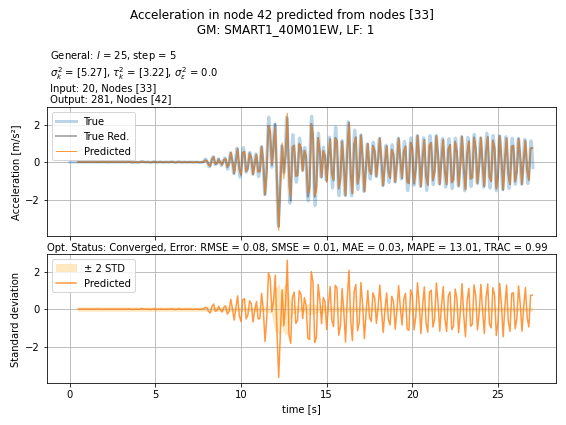 Acceleration in node 42 predicted from nodes [33]
GM: SMART1_40M01EW, LF: 1
General: l = 25, step = 5
σ²ₖ = [5.27], τ²ₖ = [3.22], σ²ₑ = 0.0
Input: 20, Nodes [33]
Output: 281, Nodes [42]
True
True Red.
Predicted
2
0
−2
Acceleration [m/s²]
Opt. Status: Converged, Error: RMSE = 0.08, SMSE = 0.01, MAE = 0.03, MAPE = 13.01, TRAC = 0.99
± 2 STD
Predicted
2
0
−2
Standard deviation
0 5 10 15 20 25
time [s]